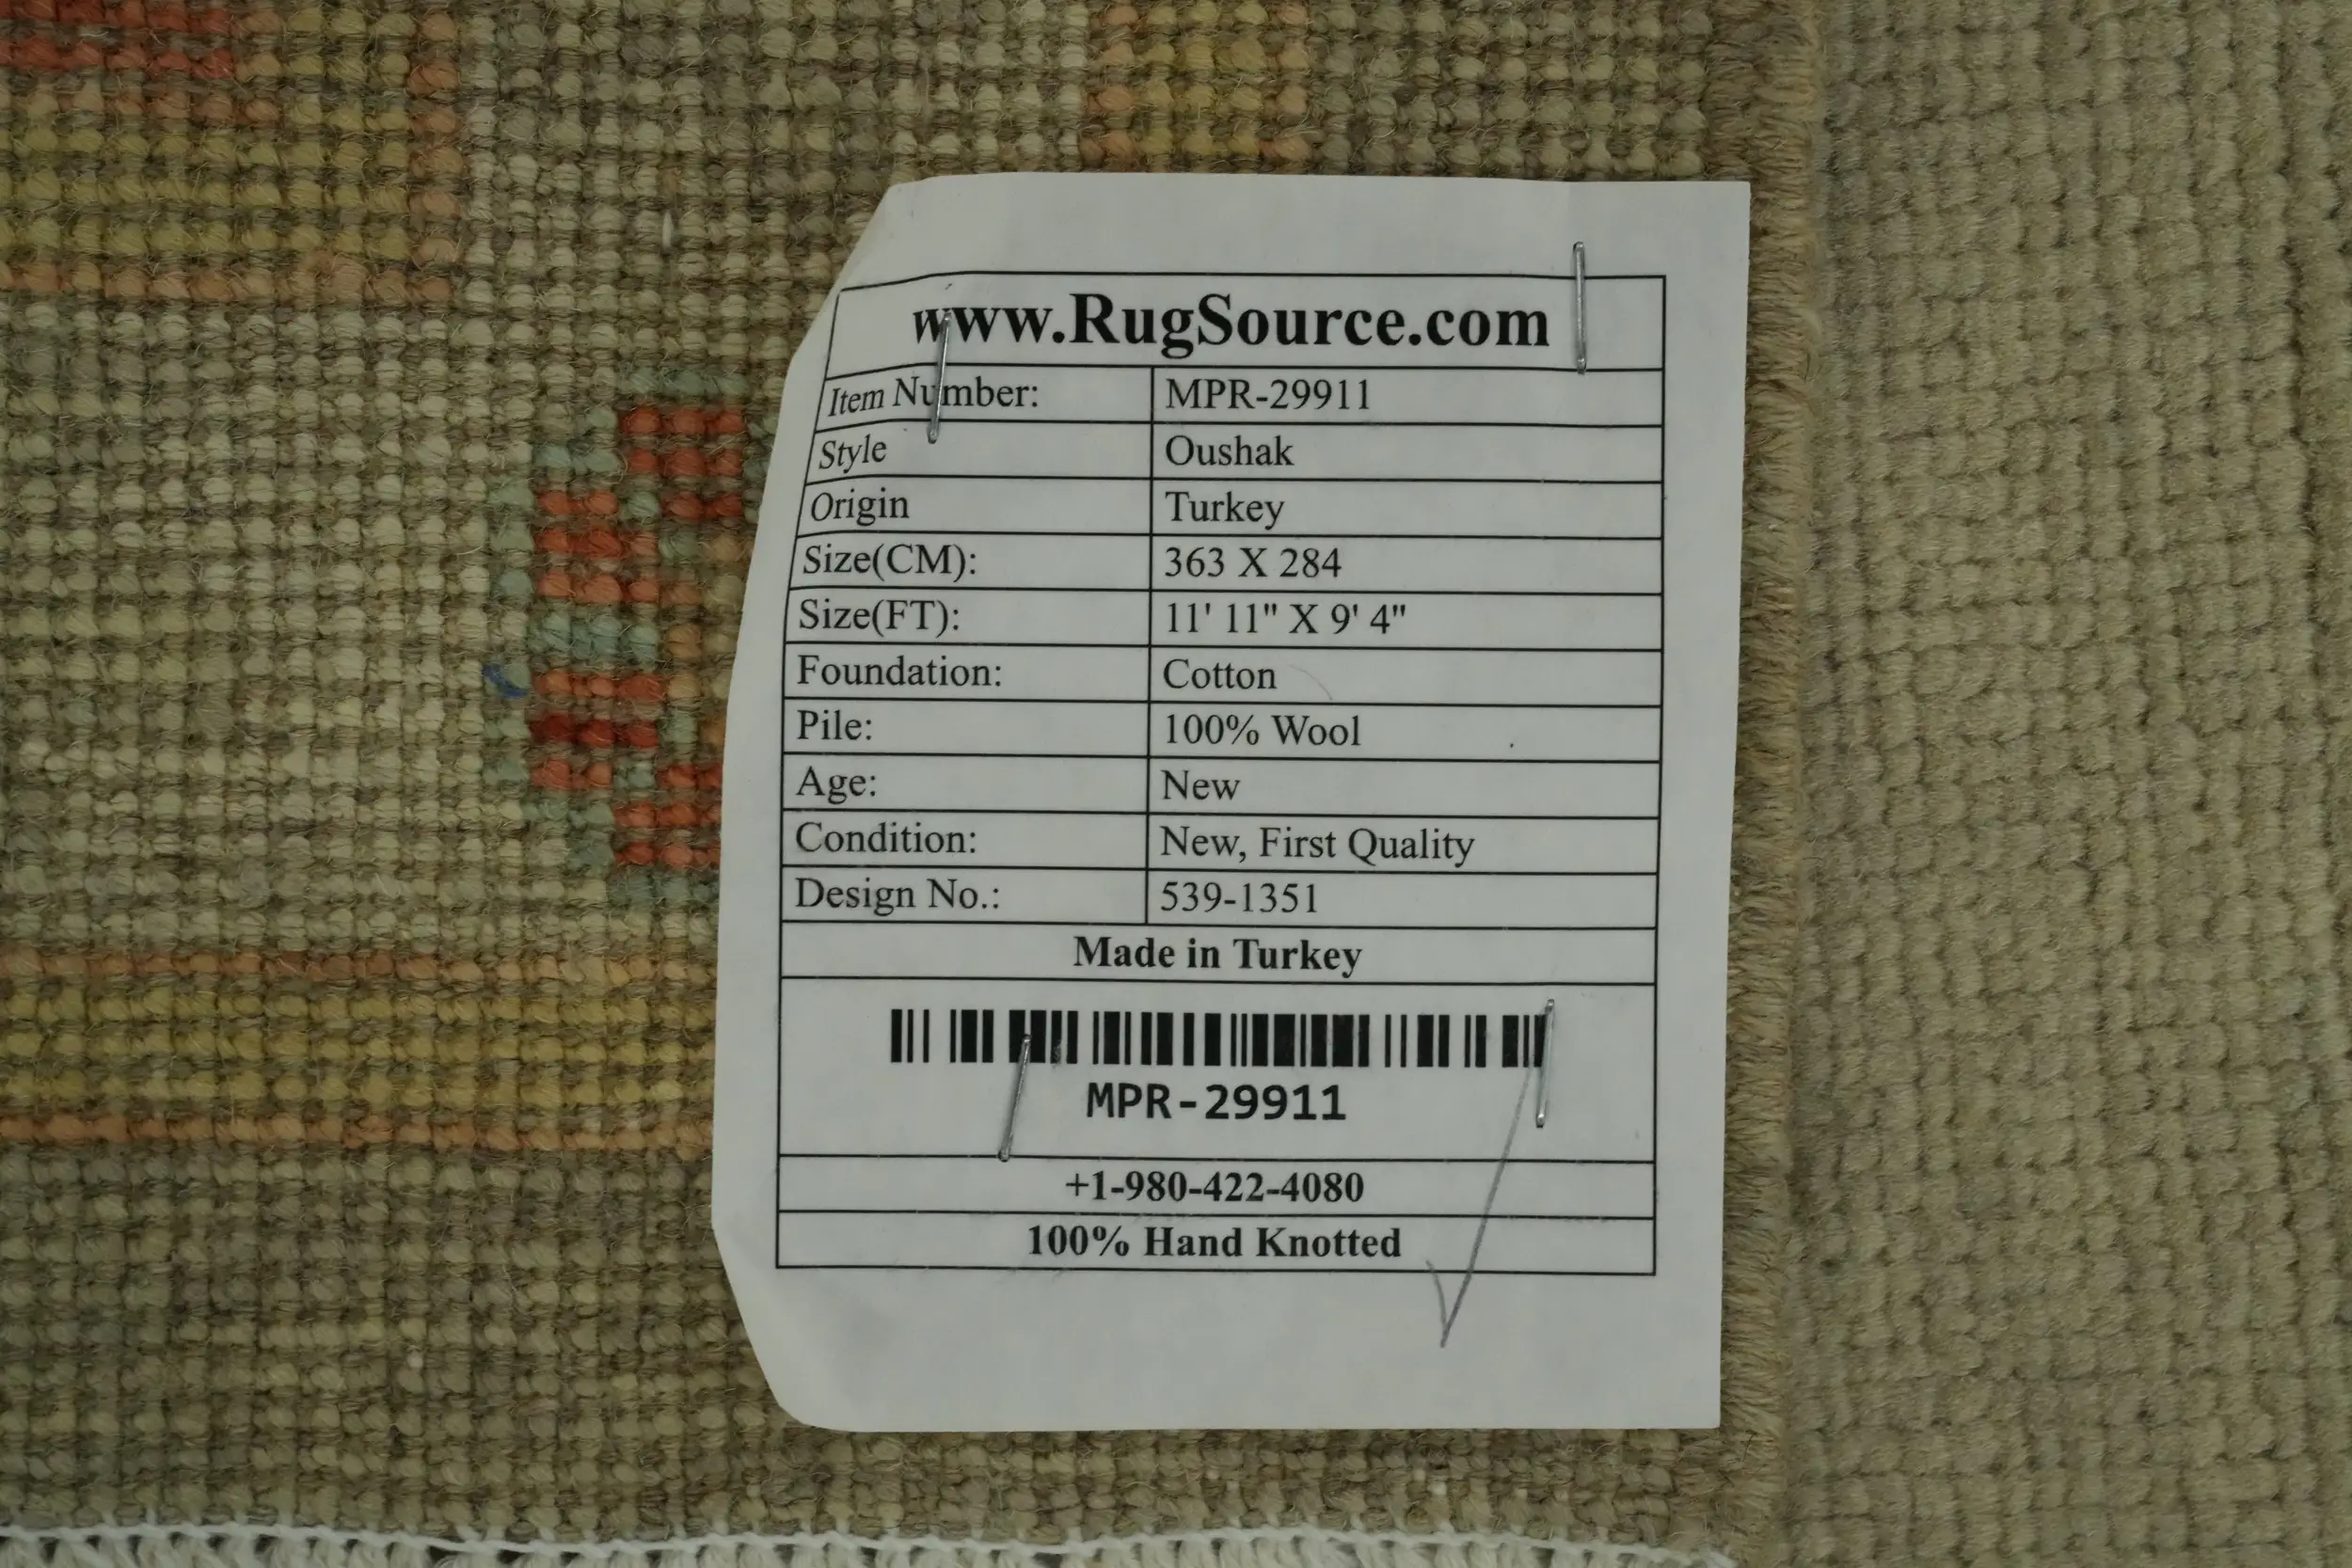 www.RugSource.com
Item Number: MPR-29911
Style Oushak
Origin Turkey
Size(CM): 363 X 284
Size(FT): 11' 11" X 9' 4"
Foundation: Cotton
Pile: 100% Wool
Age: New
Condition: New, First Quality
Design No.: 539-1351
Made in Turkey
MPR-29911
+1-980-422-4080
100% Hand Knotted